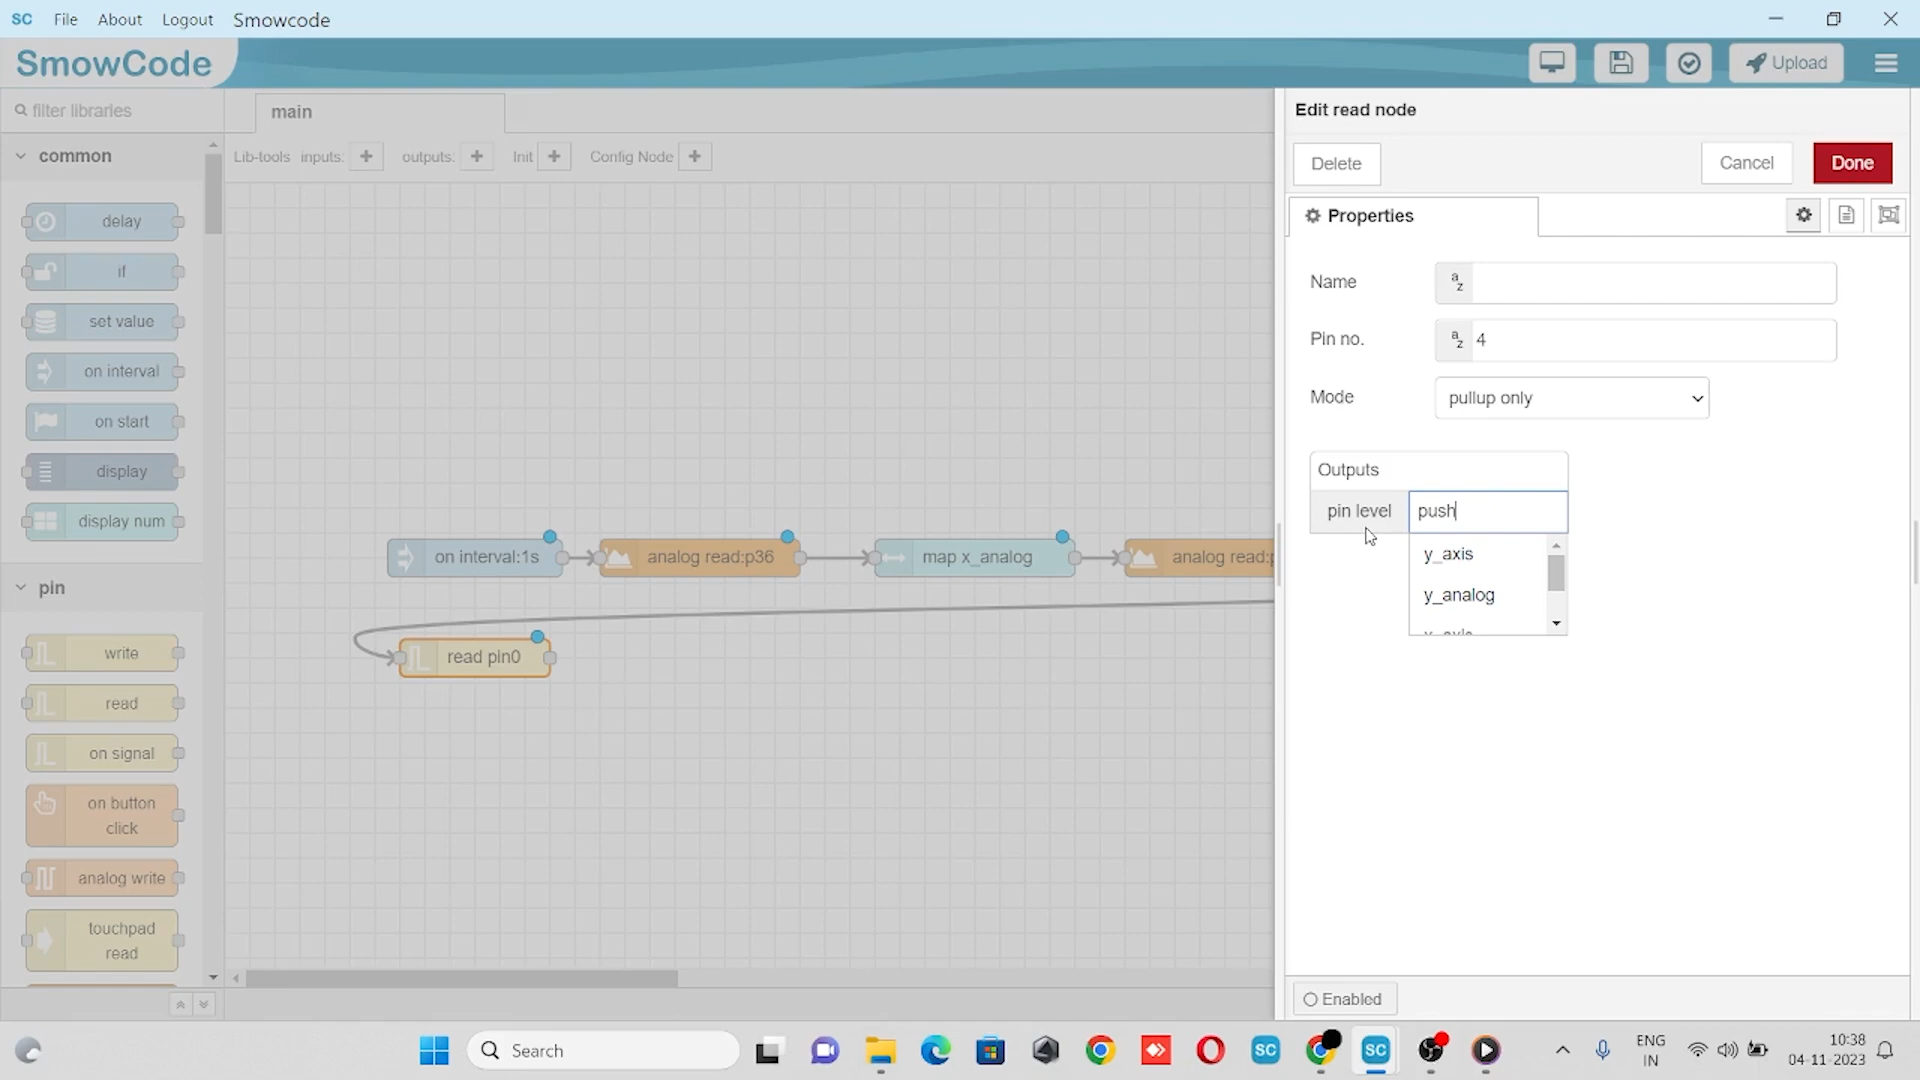 SC File About Logout Smowcode
SmowCode
Upload
filter libraries
main
Edit read node
common
Lib-tools inputs: + outputs: + Init + Config Node +
Delete
Cancel
Done
Properties
delay
if
set value
on interval
on start
display
display num
Name
Pin no. 4
Mode pullup only
Outputs
pin level push
y_axis
y_analog
on interval:1s
analog read:p36
map x_analog
analog read:p
read pin0
pin
write
read
on signal
on button
click
analog write
touchpad
read
Enabled
Search
SC
SC
ENG
IN
10:38
04-11-2023